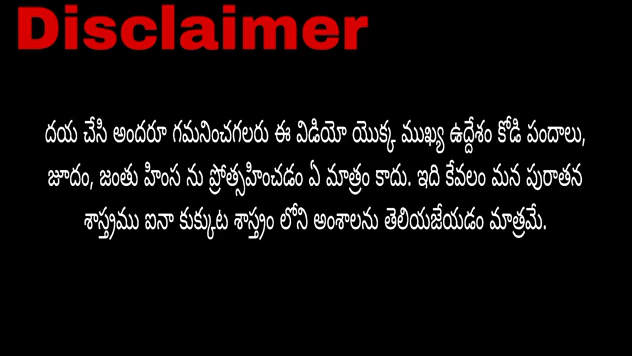 Disclaimer
దయ చేసి అందరూ గమనించగలరు ఈ విడియో యొక్క ముఖ్య ఉద్దేశం కోడి పందాలు,
జూదం, జంతు హింస ను ప్రోత్సహించడం ఏ మాత్రం కాదు. ఇది కేవలం మన పురాతన
శాస్త్రము ఐనా కుక్కుట శాస్త్రం లోని అంశాలను తెలియజేయడం మాత్రమే.